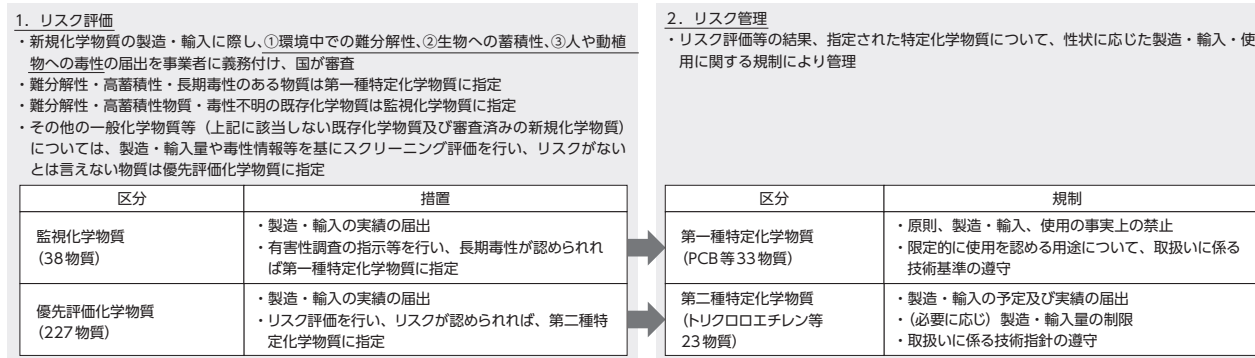 1．リスク評価
・新規化学物質の製造・輸入に際し、①環境中での難分解性、②生物への蓄積性、③人や動植
物への毒性の届出を事業者に義務付け、国が審査
・難分解性・高蓄積性・長期毒性のある物質は第一種特定化学物質に指定
・難分解性・高蓄積性物質・毒性不明の既存化学物質は監視化学物質に指定
・その他の一般化学物質等（上記に該当しない既存化学物質及び審査済みの新規化学物質）
については、製造・輸入量や毒性情報等を基にスクリーニング評価を行い、リスクがない
とは言えない物質は優先評価化学物質に指定
区分
措置
監視化学物質
（38物質）
・製造・輸入の実績の届出
・有害性調査の指示等を行い、長期毒性が認められれ
ば第一種特定化学物質に指定
優先評価化学物質
（227物質）
・製造・輸入の実績の届出
・リスク評価を行い、リスクが認められれば、第二種特
定化学物質に指定
2．リスク管理
・リスク評価等の結果、指定された特定化学物質について、性状に応じた製造・輸入・使
用に関する規制により管理
区分
規制
第一種特定化学物質
（PCB等33物質）
・原則、製造・輸入、使用の事実上の禁止
・限定的に使用を認める用途について、取扱いに係る
技術基準の遵守
第二種特定化学物質
（トリクロロエチレン等
23物質）
・製造・輸入の予定及び実績の届出
・（必要に応じ）製造・輸入量の制限
・取扱いに係る技術指針の遵守